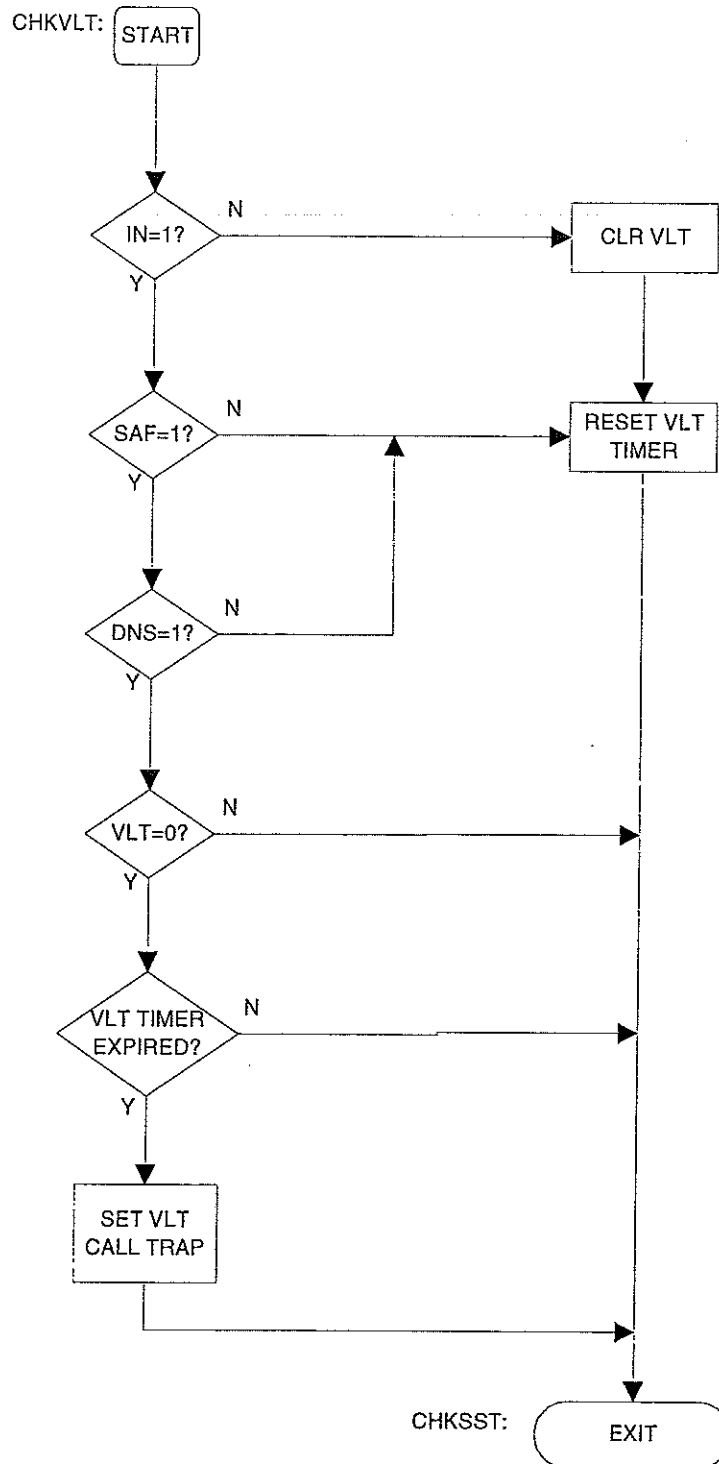 CHKVLT: START
IN=1?
N
Y
CLR VLT
SAF=1?
N
Y
RESET VLT
TIMER
DNS=1?
N
Y
VLT=0?
N
Y
VLT TIMER
EXPIRED?
N
Y
SET VLT
CALL TRAP
CHKSST: EXIT